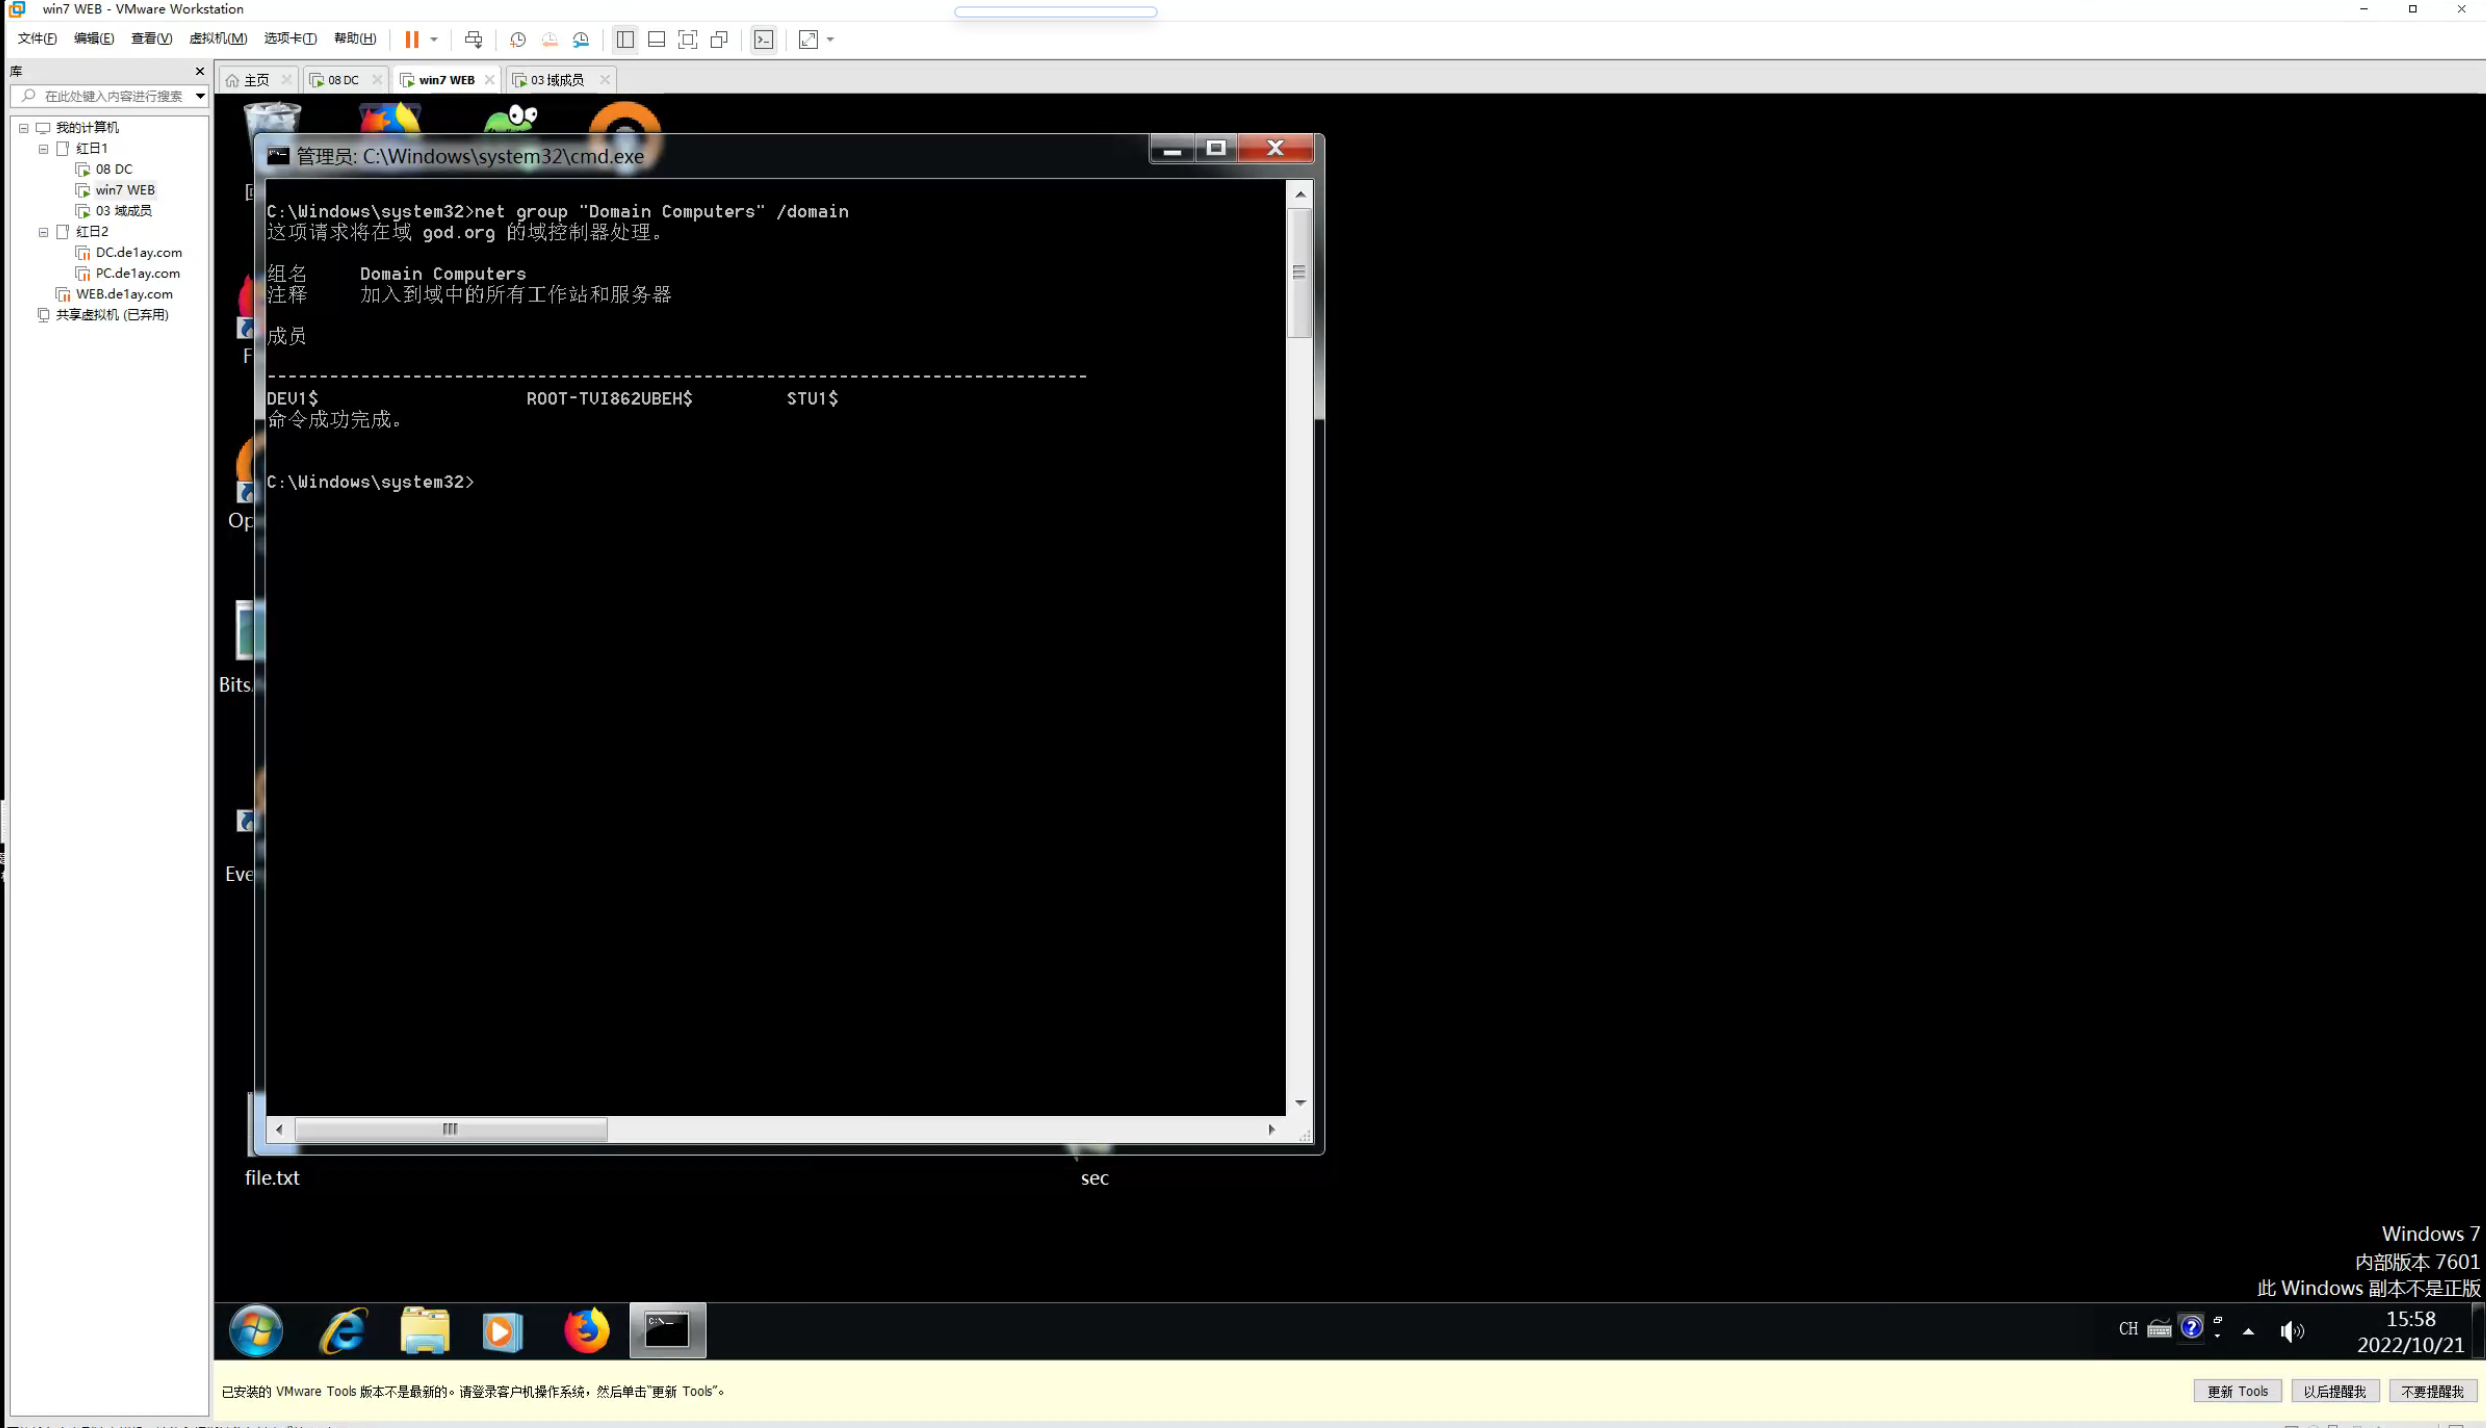 win7 WEB - VMware Workstation
文件(F) 编辑(E) 查看(V) 虚拟机(M) 选项卡(T) 帮助(H)
库
主页 08 DC win7 WEB 03 域成员
在此处键入内容进行搜索
我的计算机
红日1
08 DC
win7 WEB
03 域成员
红日2
DC.de1ay.com
PC.de1ay.com
WEB.de1ay.com
共享虚拟机 (已弃用)
管理员: C:\Windows\system32\cmd.exe
C:\Windows\system32>net group "Domain Computers" /domain
这项请求将在域 god.org 的域控制器处理。
组名 Domain Computers
注释 加入到域中的所有工作站和服务器
成员
-------------------------------------------------------------------------------
DEV1$ ROOT-TVI862UBEH$ STU1$
命令成功完成。
C:\Windows\system32>
F
Op
Bits
Eve
file.txt
sec
Windows 7
内部版本 7601
此 Windows 副本不是正版
CH
15:58
2022/10/21
已安装的 VMware Tools 版本不是最新的。请登录客户机操作系统，然后单击“更新 Tools”。
更新 Tools 以后提醒我 不要提醒我